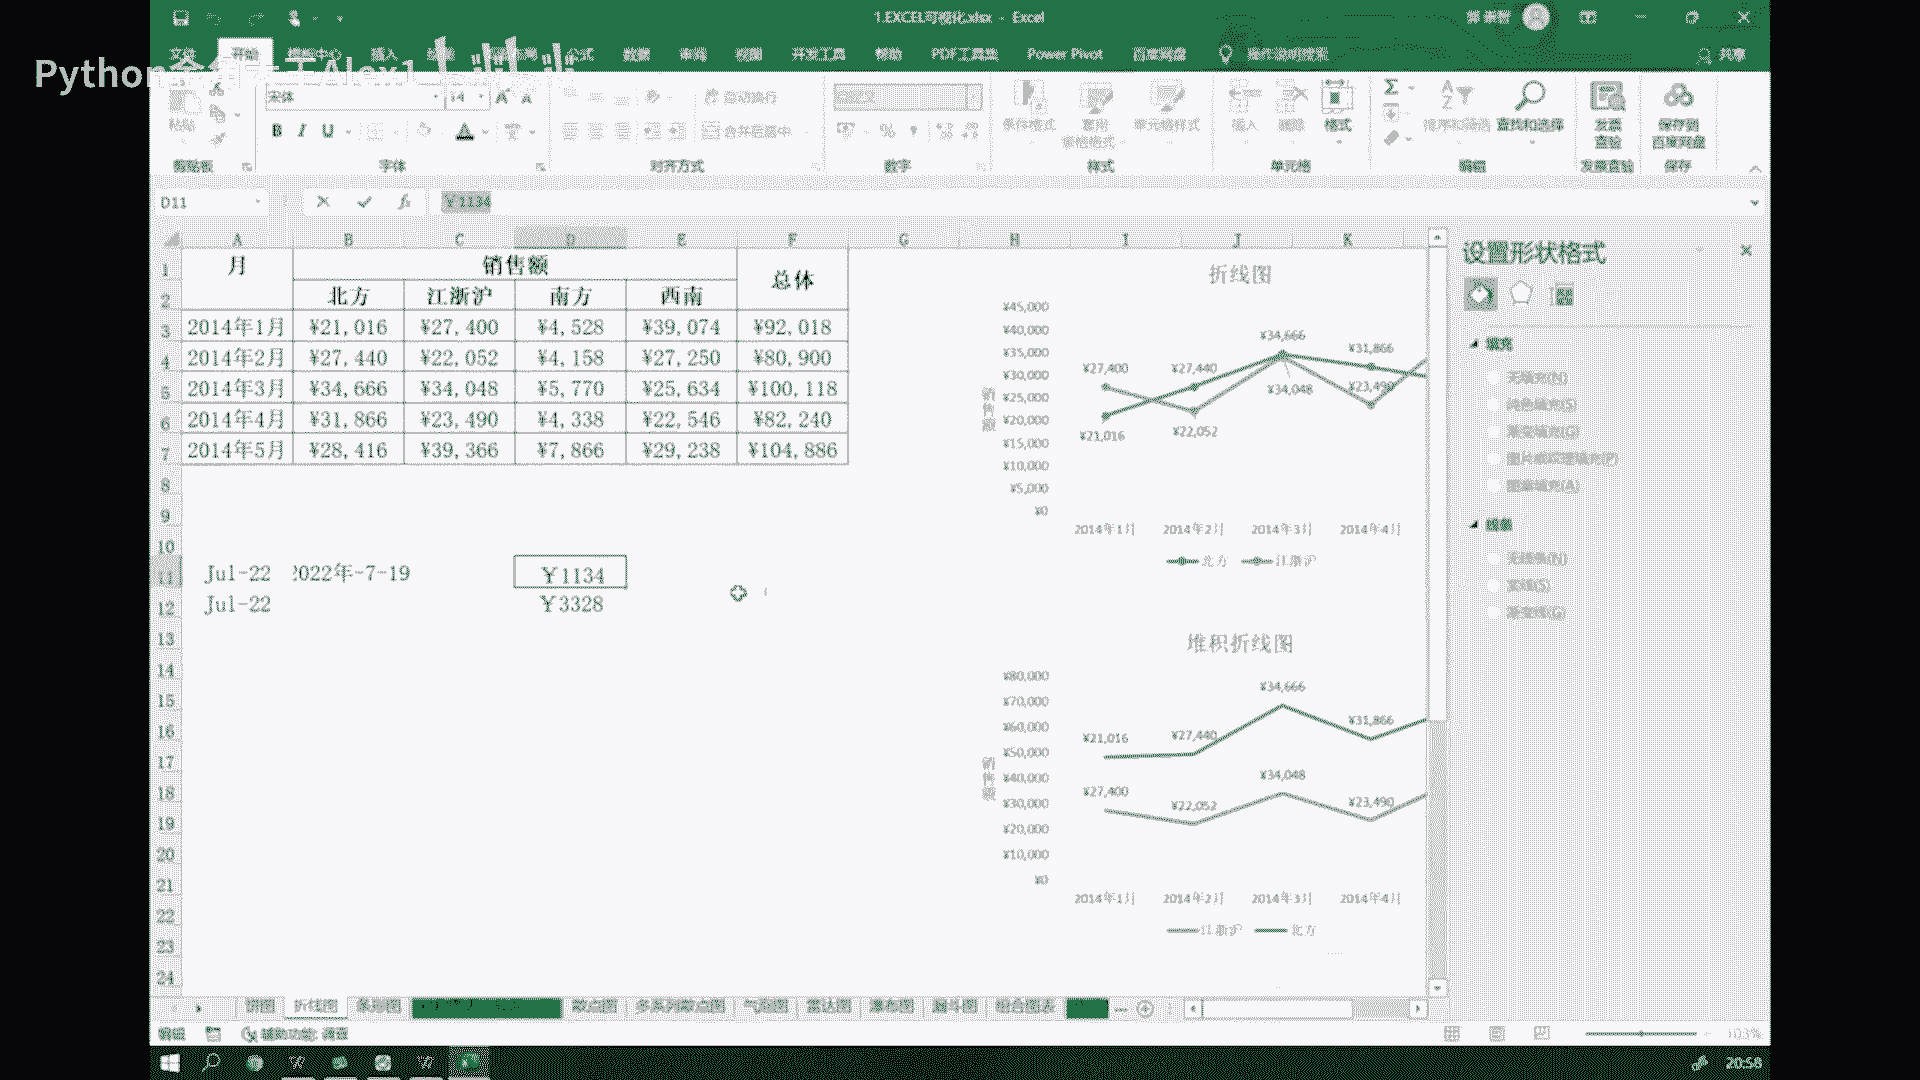 1.EXCEL可视化.xlsx - Excel
文件 开始 插入 公式 数据 审阅 视图 开发工具 帮助 PDF工具集 Power Pivot 百度网盘 操作说明搜索 共享
Python
Alex1
粘贴 宋体 14 自动换行 条件格式 套用 单元格样式 插入 删除 格式 排序和筛选 查找和选择 发票 保存到
B I U 合并后居中 表格格式 查验 百度网盘
剪贴板 字体 对齐方式 数字 样式 单元格 编辑 发票查验 保存
D11 fx ￥1134
A B C D E F G H I J K
1 月 销售额 总体
2 北方 江浙沪 南方 西南
3 2014年1月 ¥21,016 ¥27,400 ¥4,528 ¥39,074 ¥92,018
4 2014年2月 ¥27,440 ¥22,052 ¥4,158 ¥27,250 ¥80,900
5 2014年3月 ¥34,666 ¥34,048 ¥5,770 ¥25,634 ¥100,118
6 2014年4月 ¥31,866 ¥23,490 ¥4,338 ¥22,546 ¥82,240
7 2014年5月 ¥28,416 ¥39,366 ¥7,866 ¥29,238 ¥104,886
8
9
10
11 Jul-22 2022年-7-19 ￥1134
12 Jul-22 ￥3328
13
14
15
16
17
18
19
20
21
22
23
24
折线图
¥45,000
¥40,000
¥35,000
¥30,000
¥25,000
¥20,000
¥15,000
¥10,000
¥5,000
¥0
销售额
¥27,400 ¥27,440 ¥34,666 ¥31,866
¥21,016 ¥22,052 ¥34,048 ¥23,490
2014年1月 2014年2月 2014年3月 2014年4月
北方 江浙沪
堆积折线图
¥80,000
¥70,000
¥60,000
¥50,000
¥40,000
¥30,000
¥20,000
¥10,000
¥0
销售额
¥21,016 ¥27,440 ¥34,666 ¥31,866
¥27,400 ¥22,052 ¥34,048 ¥23,490
2014年1月 2014年2月 2014年3月 2014年4月
江浙沪 北方
设置形状格式
填充
无填充(N)
纯色填充(S)
渐变填充(G)
图片或纹理填充(P)
图案填充(A)
线条
无线条(N)
实线(S)
渐变线(G)
饼图 折线图 条形图 散点图 多系列散点图 气泡图 雷达图 瀑布图 漏斗图 组合图表
编辑 辅助功能: 调查 103%
20:58